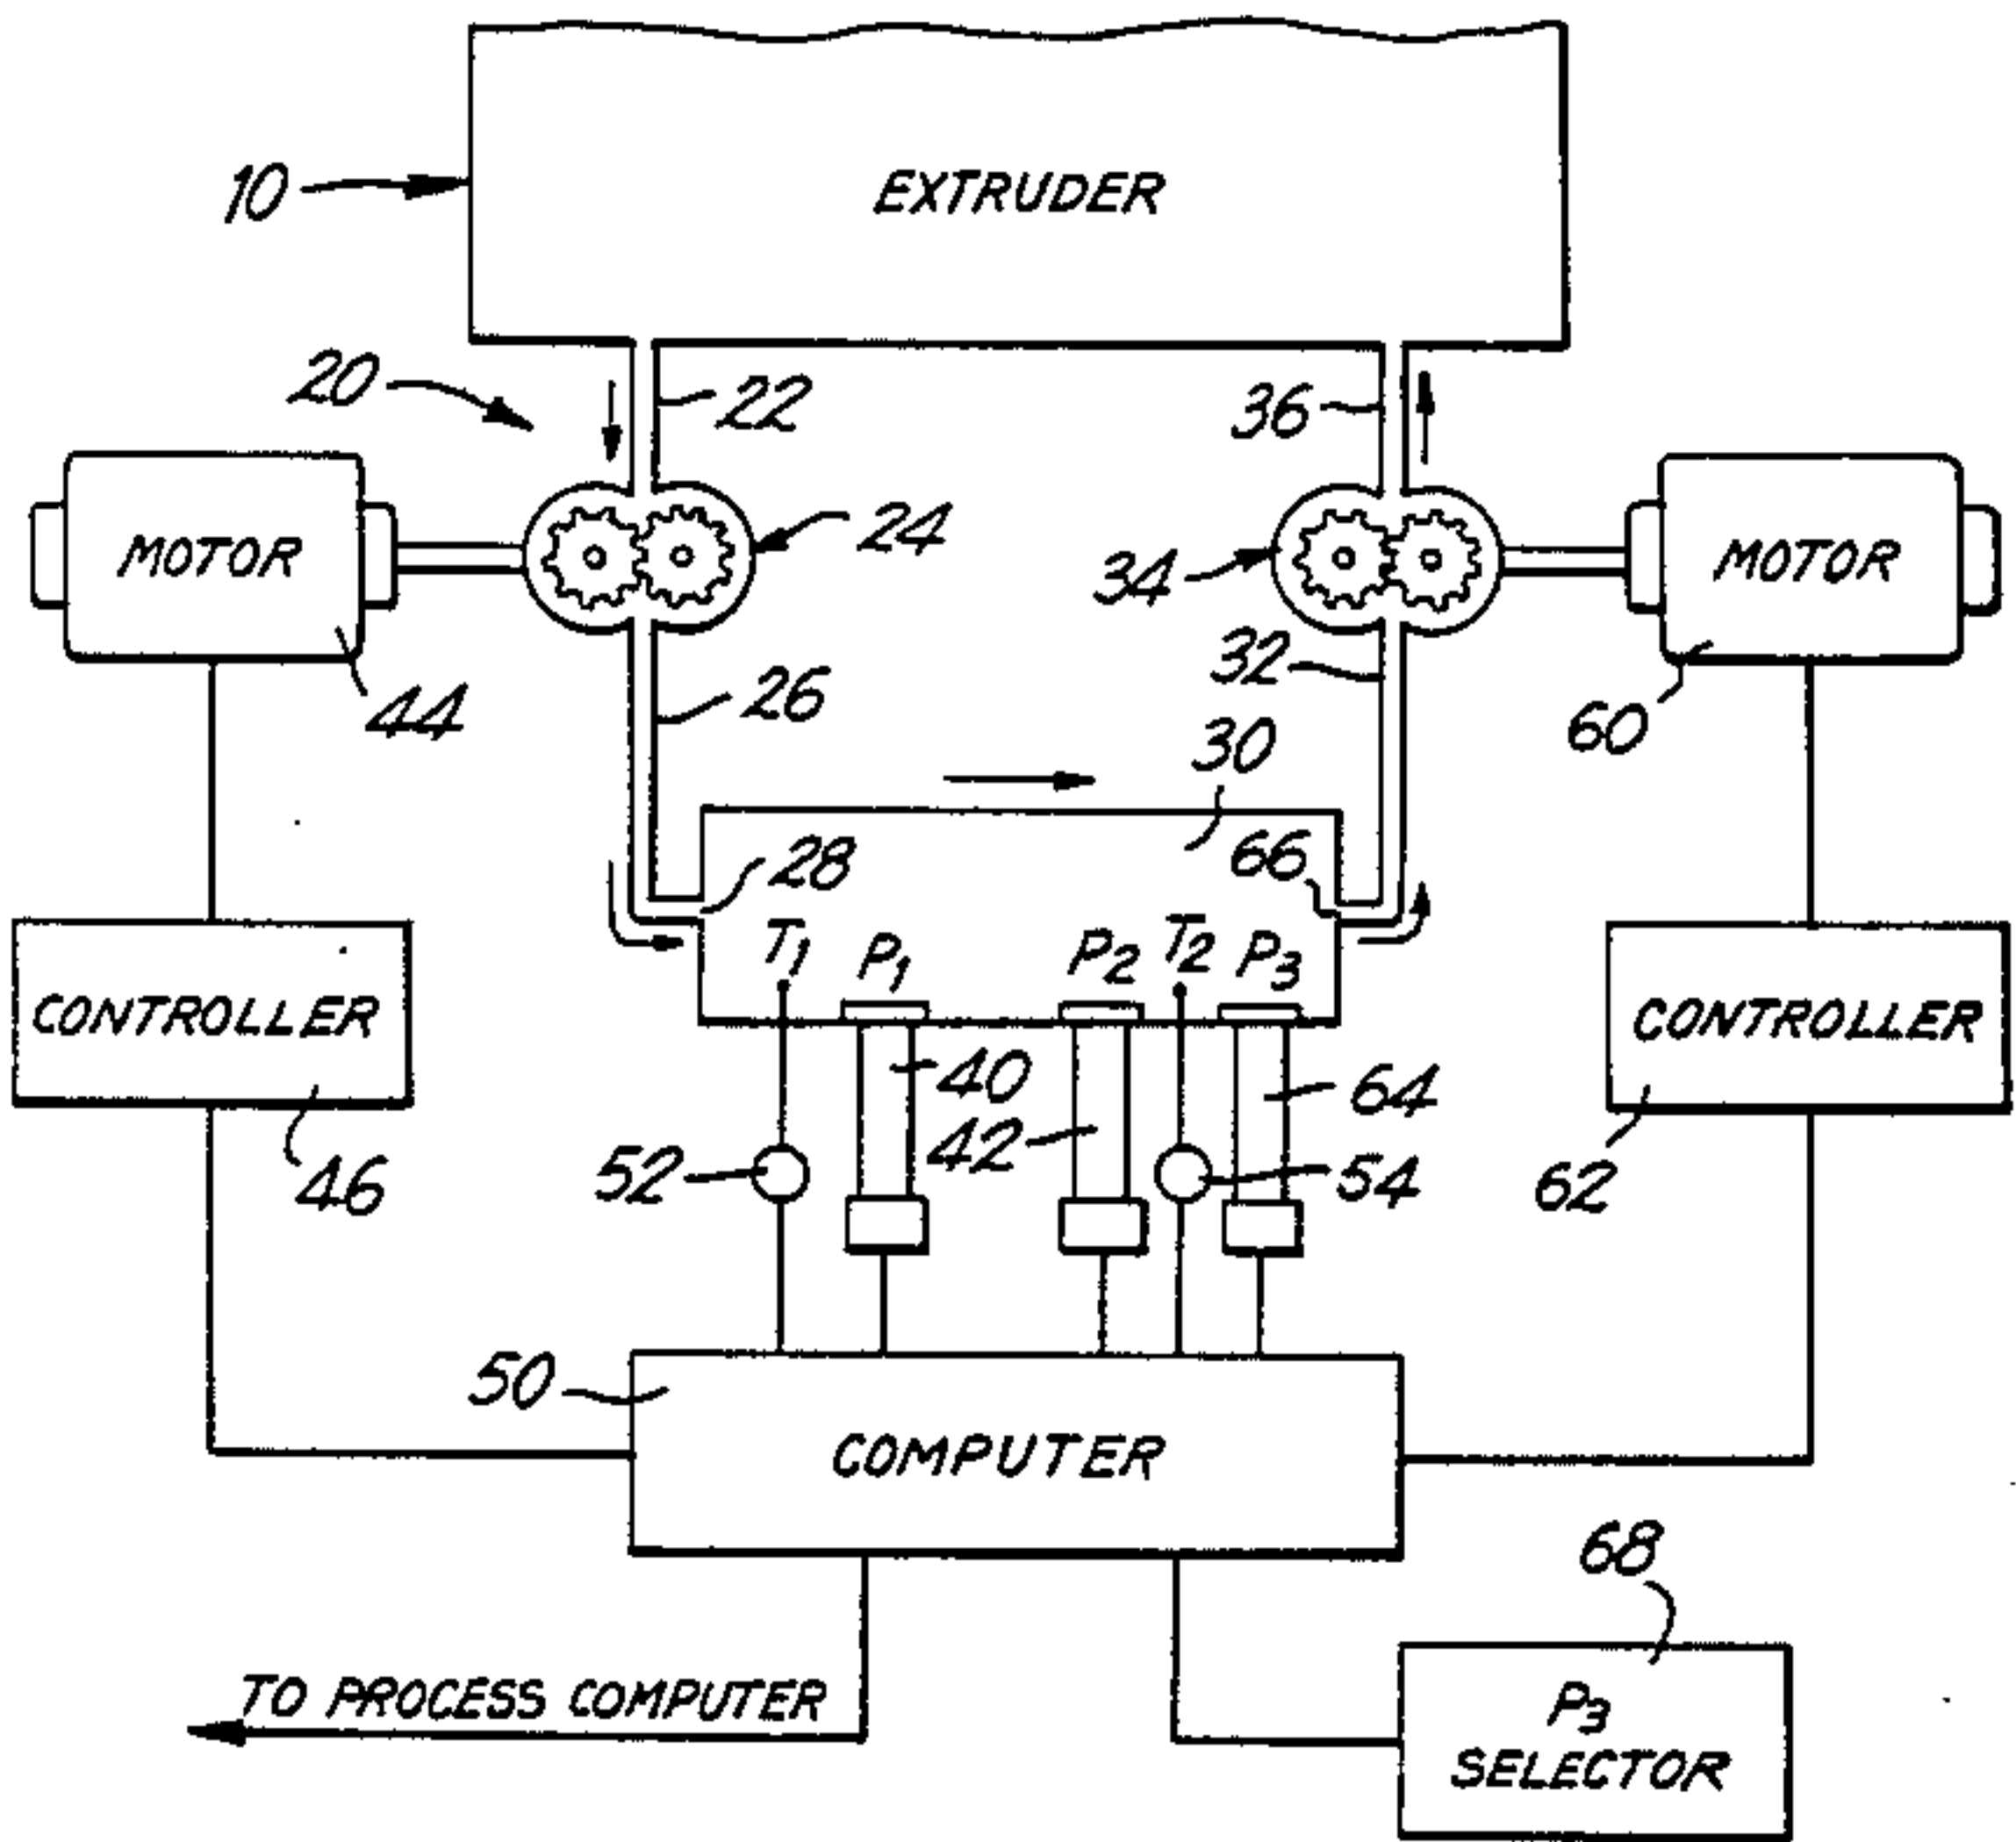 EXTRUDER
10
20
22
36
MOTOR
24
34
MOTOR
44
26
32
60
30
28
66
T1
P1
P2
T2
P3
CONTROLLER
CONTROLLER
40
64
42
52
54
46
62
50
COMPUTER
68
TO PROCESS COMPUTER
P3
SELECTOR